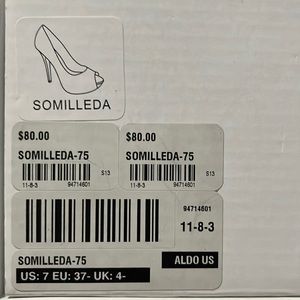 SOMILLEDA
$80.00
SOMILLEDA-75
S13
11-8-3 94714601
$80.00
SOMILLEDA-75
S13
11-8-3 94714601
94714601
11-8-3
SOMILLEDA-75
ALDO US
US: 7 EU: 37- UK: 4-